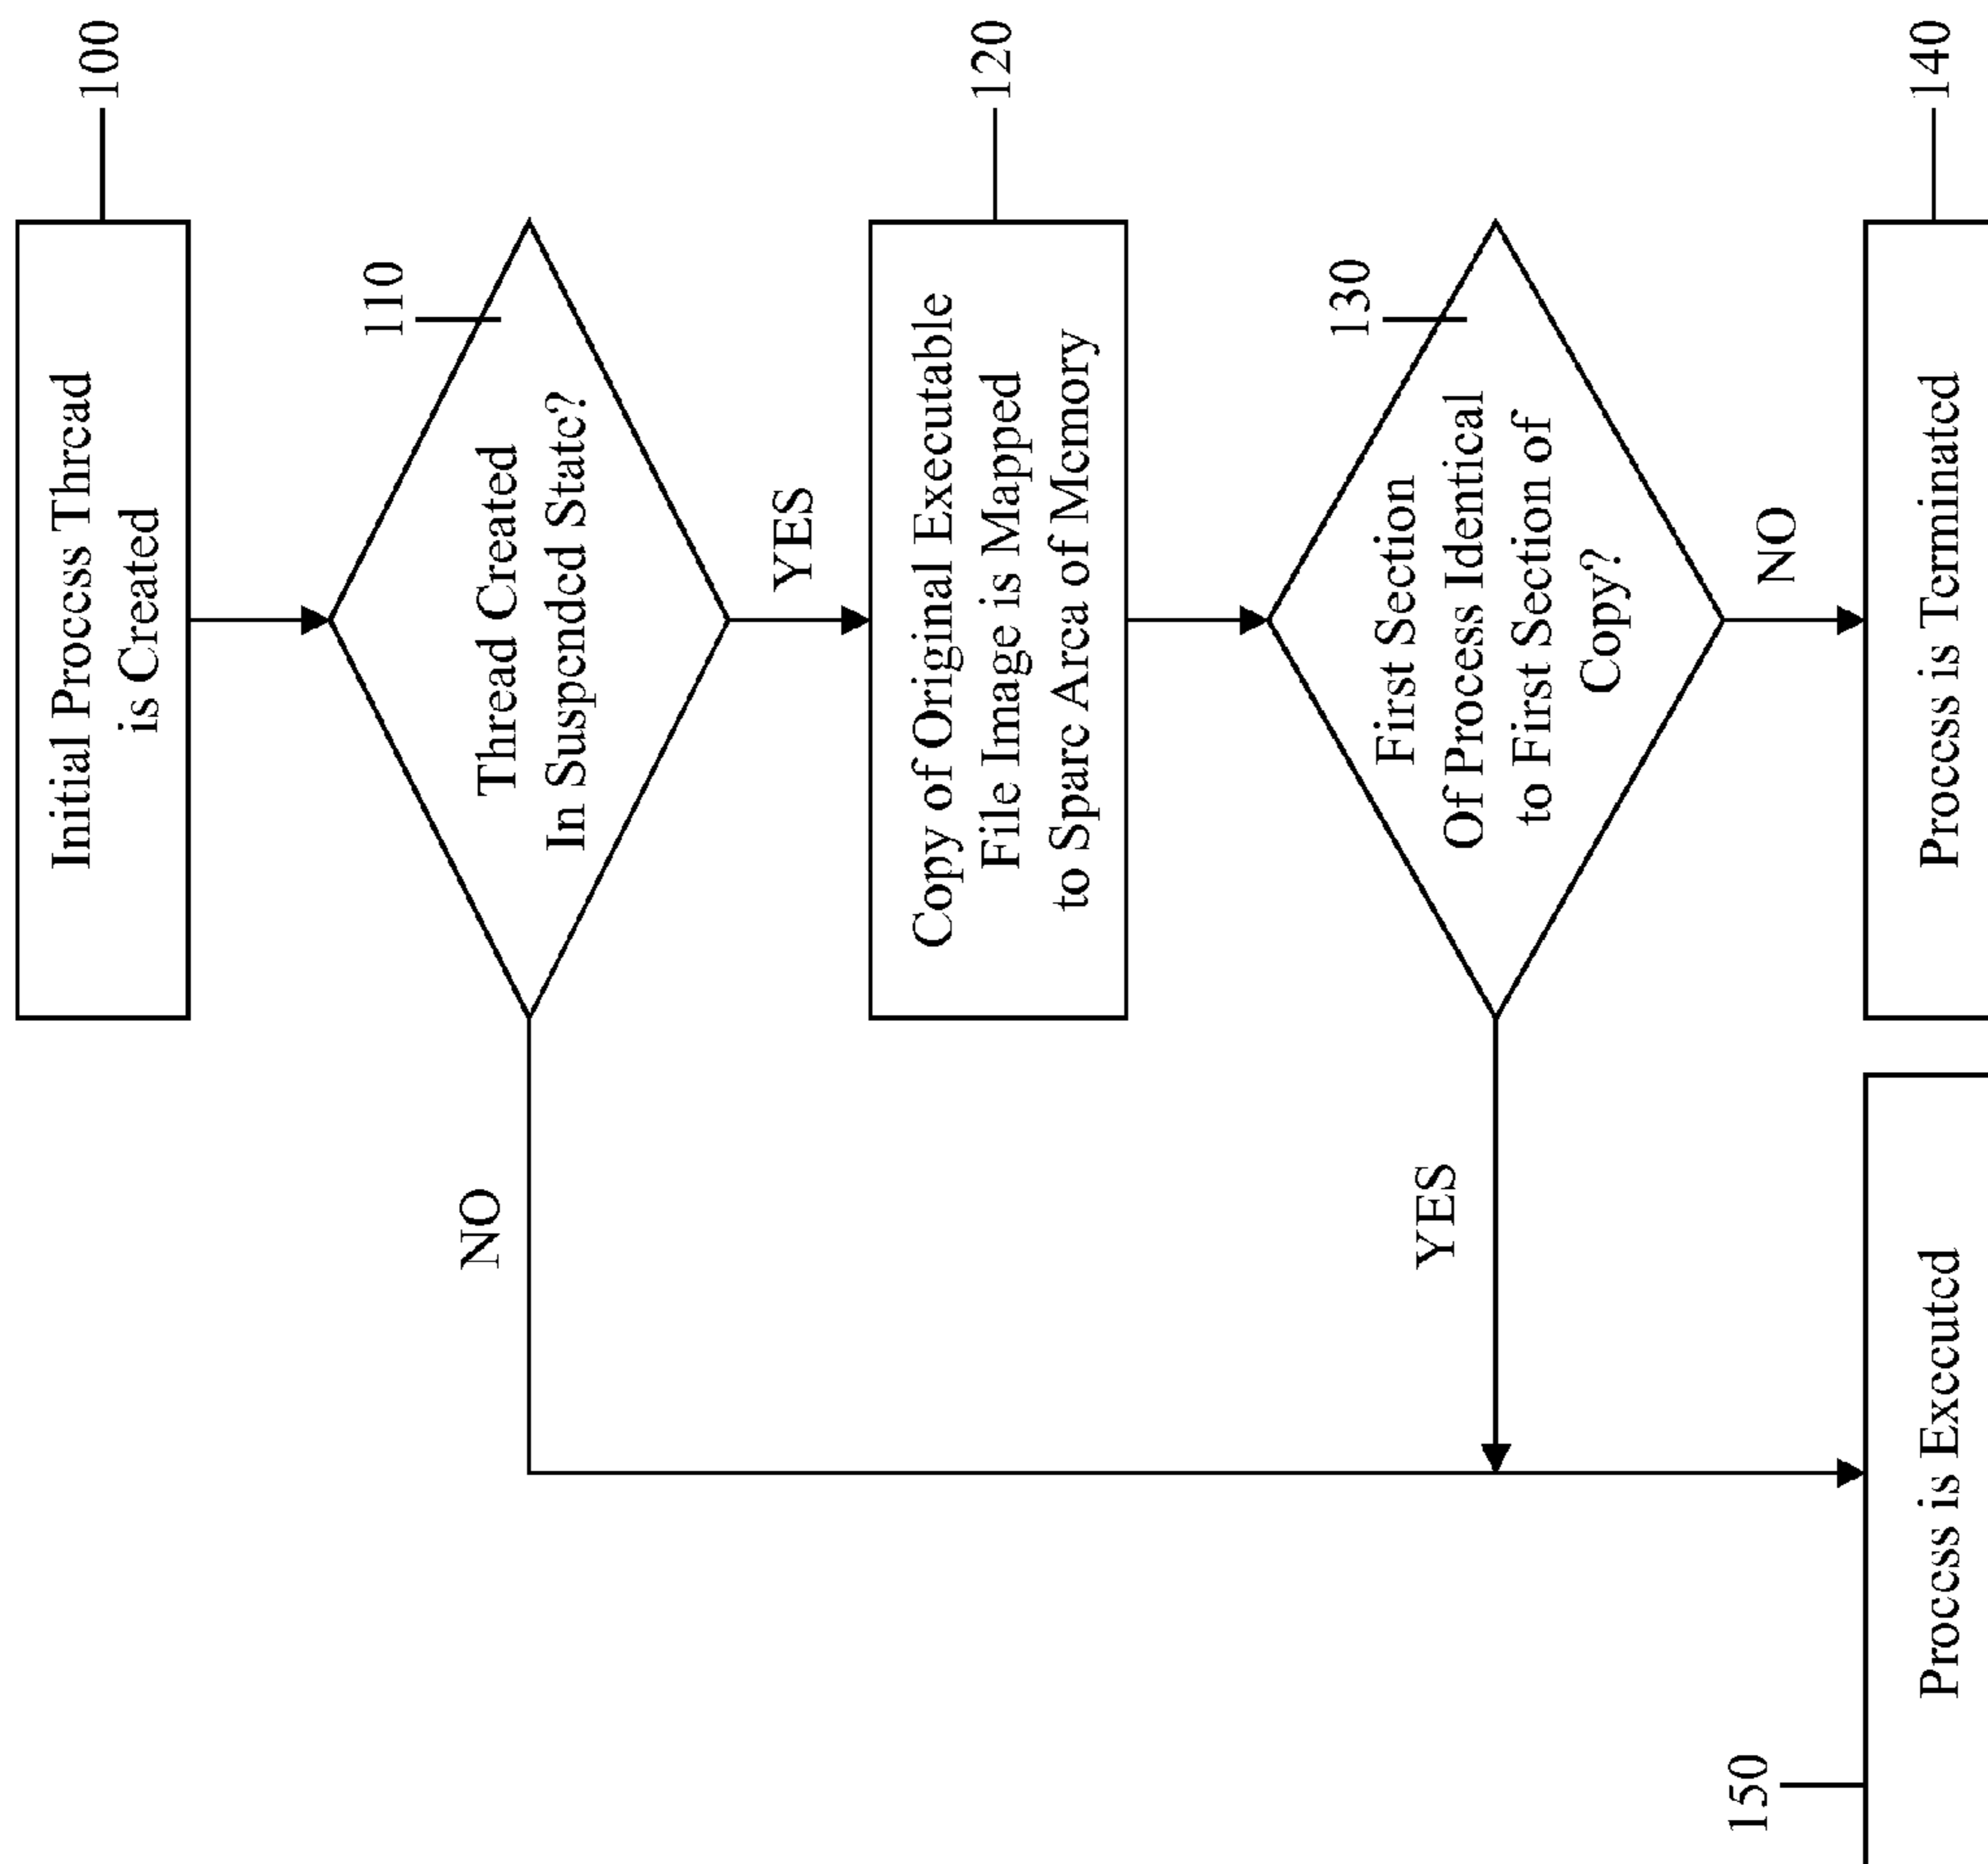 Initial Process Thread
is Created
100
110
Thread Created
In Suspended State?
NO
YES
Copy of Original Executable
File Image is Mapped
to Spare Area of Memory
120
130
First Section
Of Process Identical
to First Section of
Copy?
YES
NO
Process is Terminated
140
150
Process is Executed